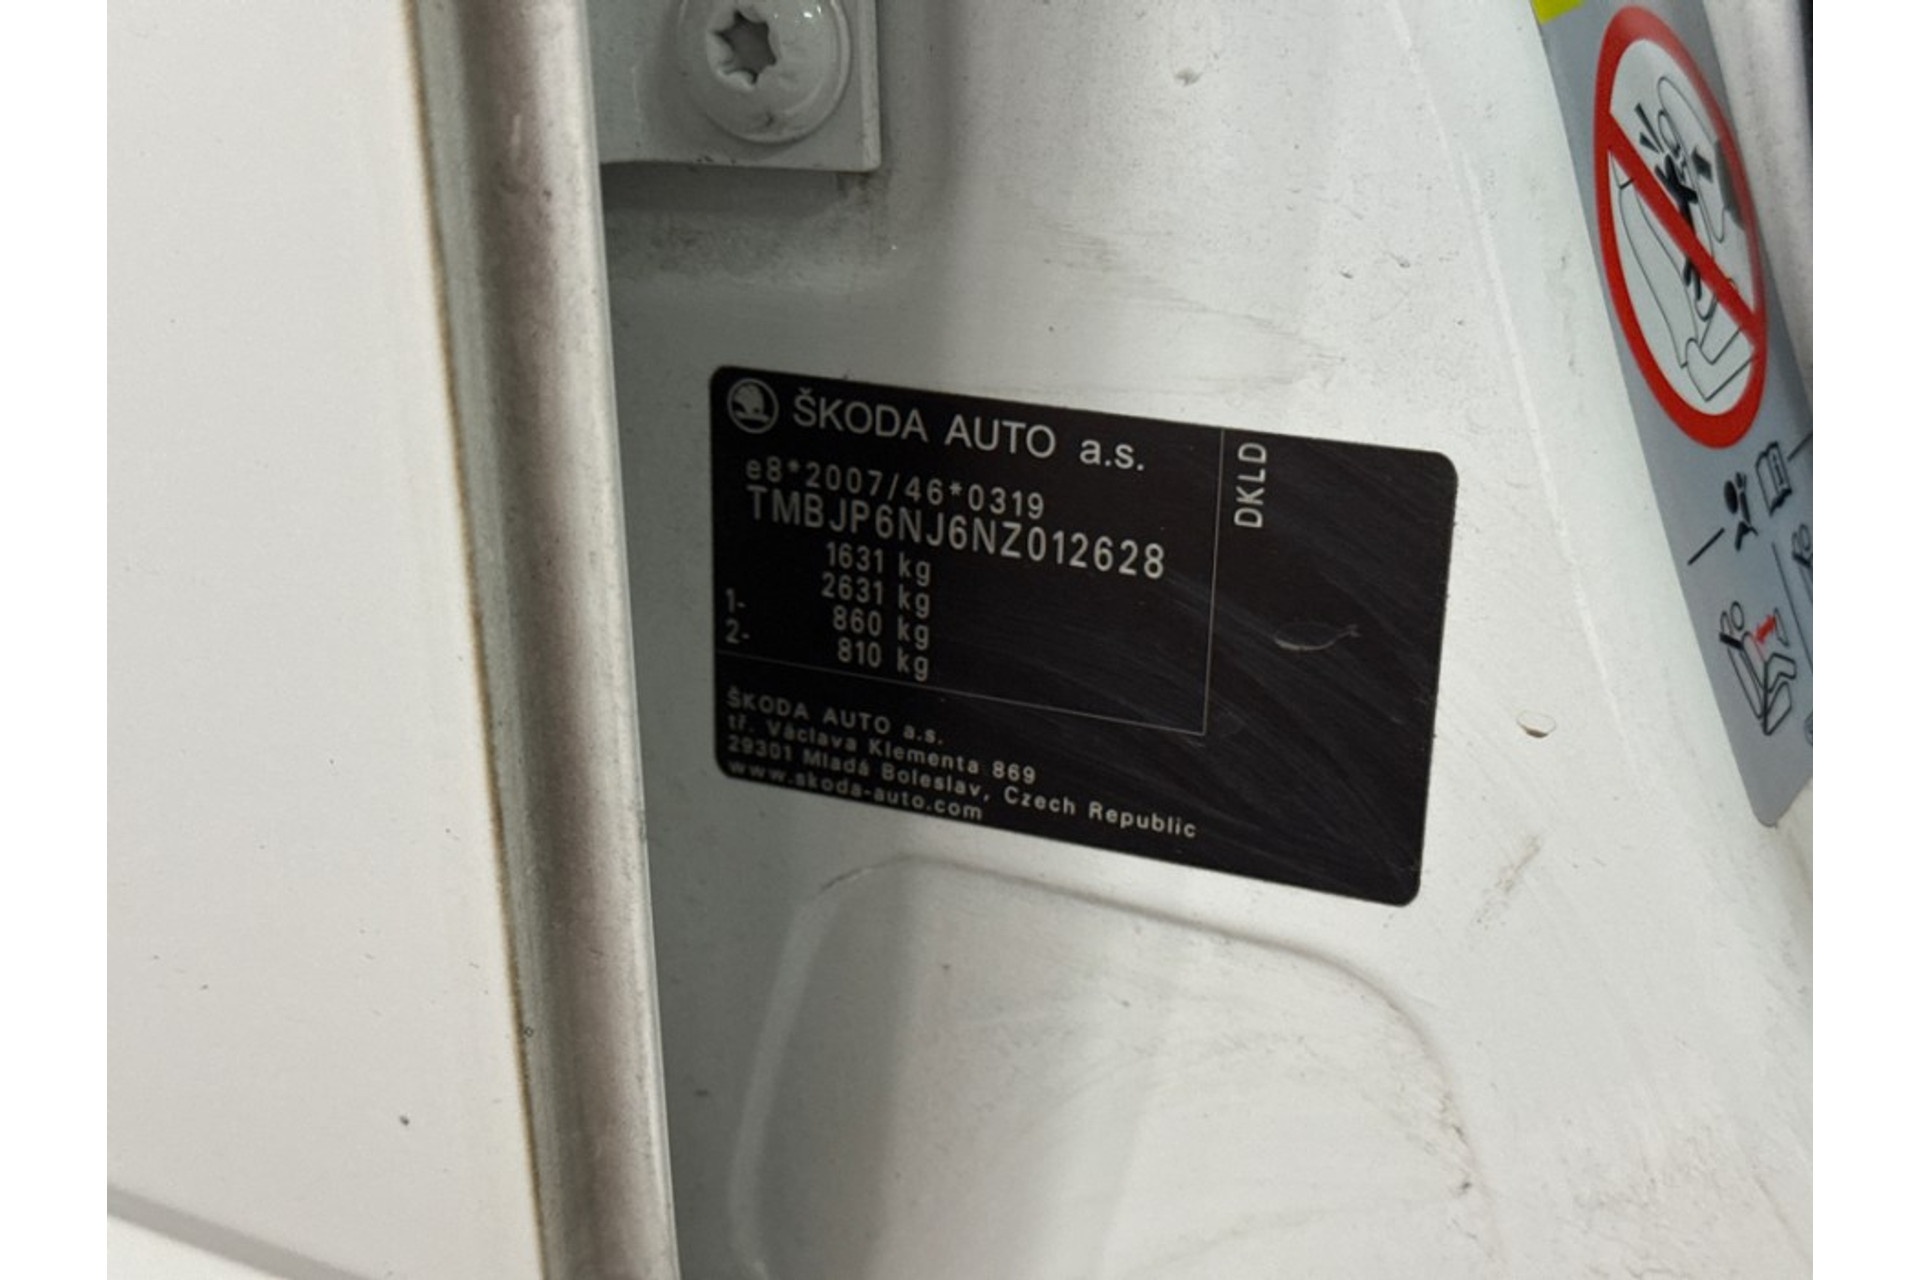 ŠKODA AUTO a.s.
DKLD
e8*2007/46*0319
TMBJP6NJ6NZ012628
1631 kg
2631 kg
1- 860 kg
2- 810 kg
ŠKODA AUTO a.s.
tř. Václava Klementa 869
29301 Mladá Boleslav, Czech Republic
www.skoda-auto.com